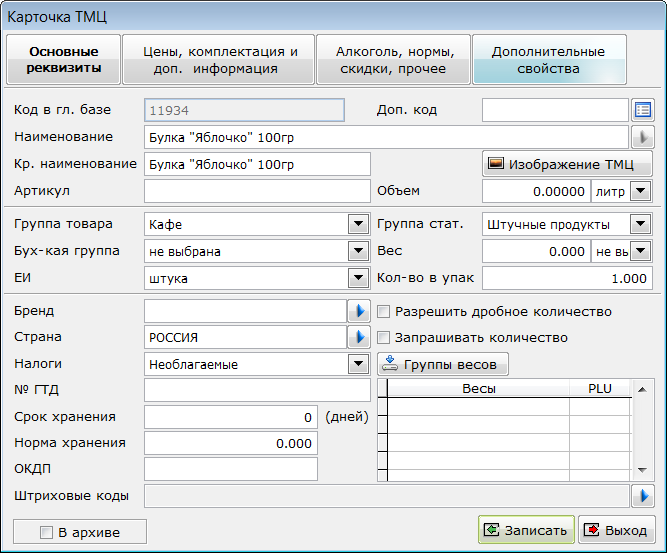 Карточка ТМЦ
Основные реквизиты
Цены, комплектация и доп. информация
Алкоголь, нормы, скидки, прочее
Дополнительные свойства
Код в гл. базе 11934 Доп. код
Наименование Булка "Яблочко" 100гр
Кр. наименование Булка "Яблочко" 100гр Изображение ТМЦ
Артикул Объем 0.00000 литр
Группа товара Кафе Группа стат. Штучные продукты
Бух-кая группа не выбрана Вес 0.000 не вы
ЕИ штука Кол-во в упак 1.000
Бренд Разрешить дробное количество
Страна РОССИЯ Запрашивать количество
Налоги Необлагаемые Группы весов
№ ГТД Весы PLU
Срок хранения 0 (дней)
Норма хранения 0.000
ОКДП
Штриховые коды
В архиве Записать Выход